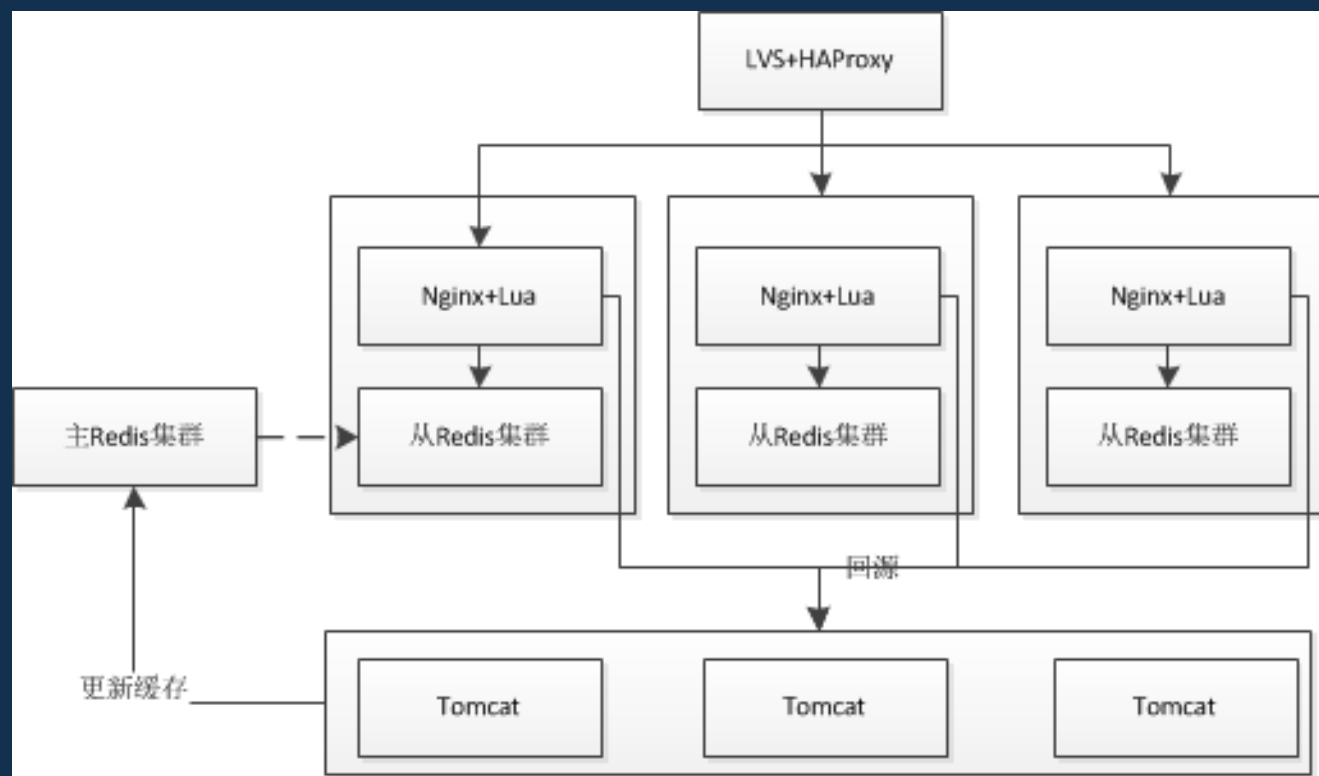 LVS+HAProxy
Nginx+Lua
Nginx+Lua
Nginx+Lua
主Redis集群
从Redis集群
从Redis集群
从Redis集群
回源
更新缓存
Tomcat
Tomcat
Tomcat